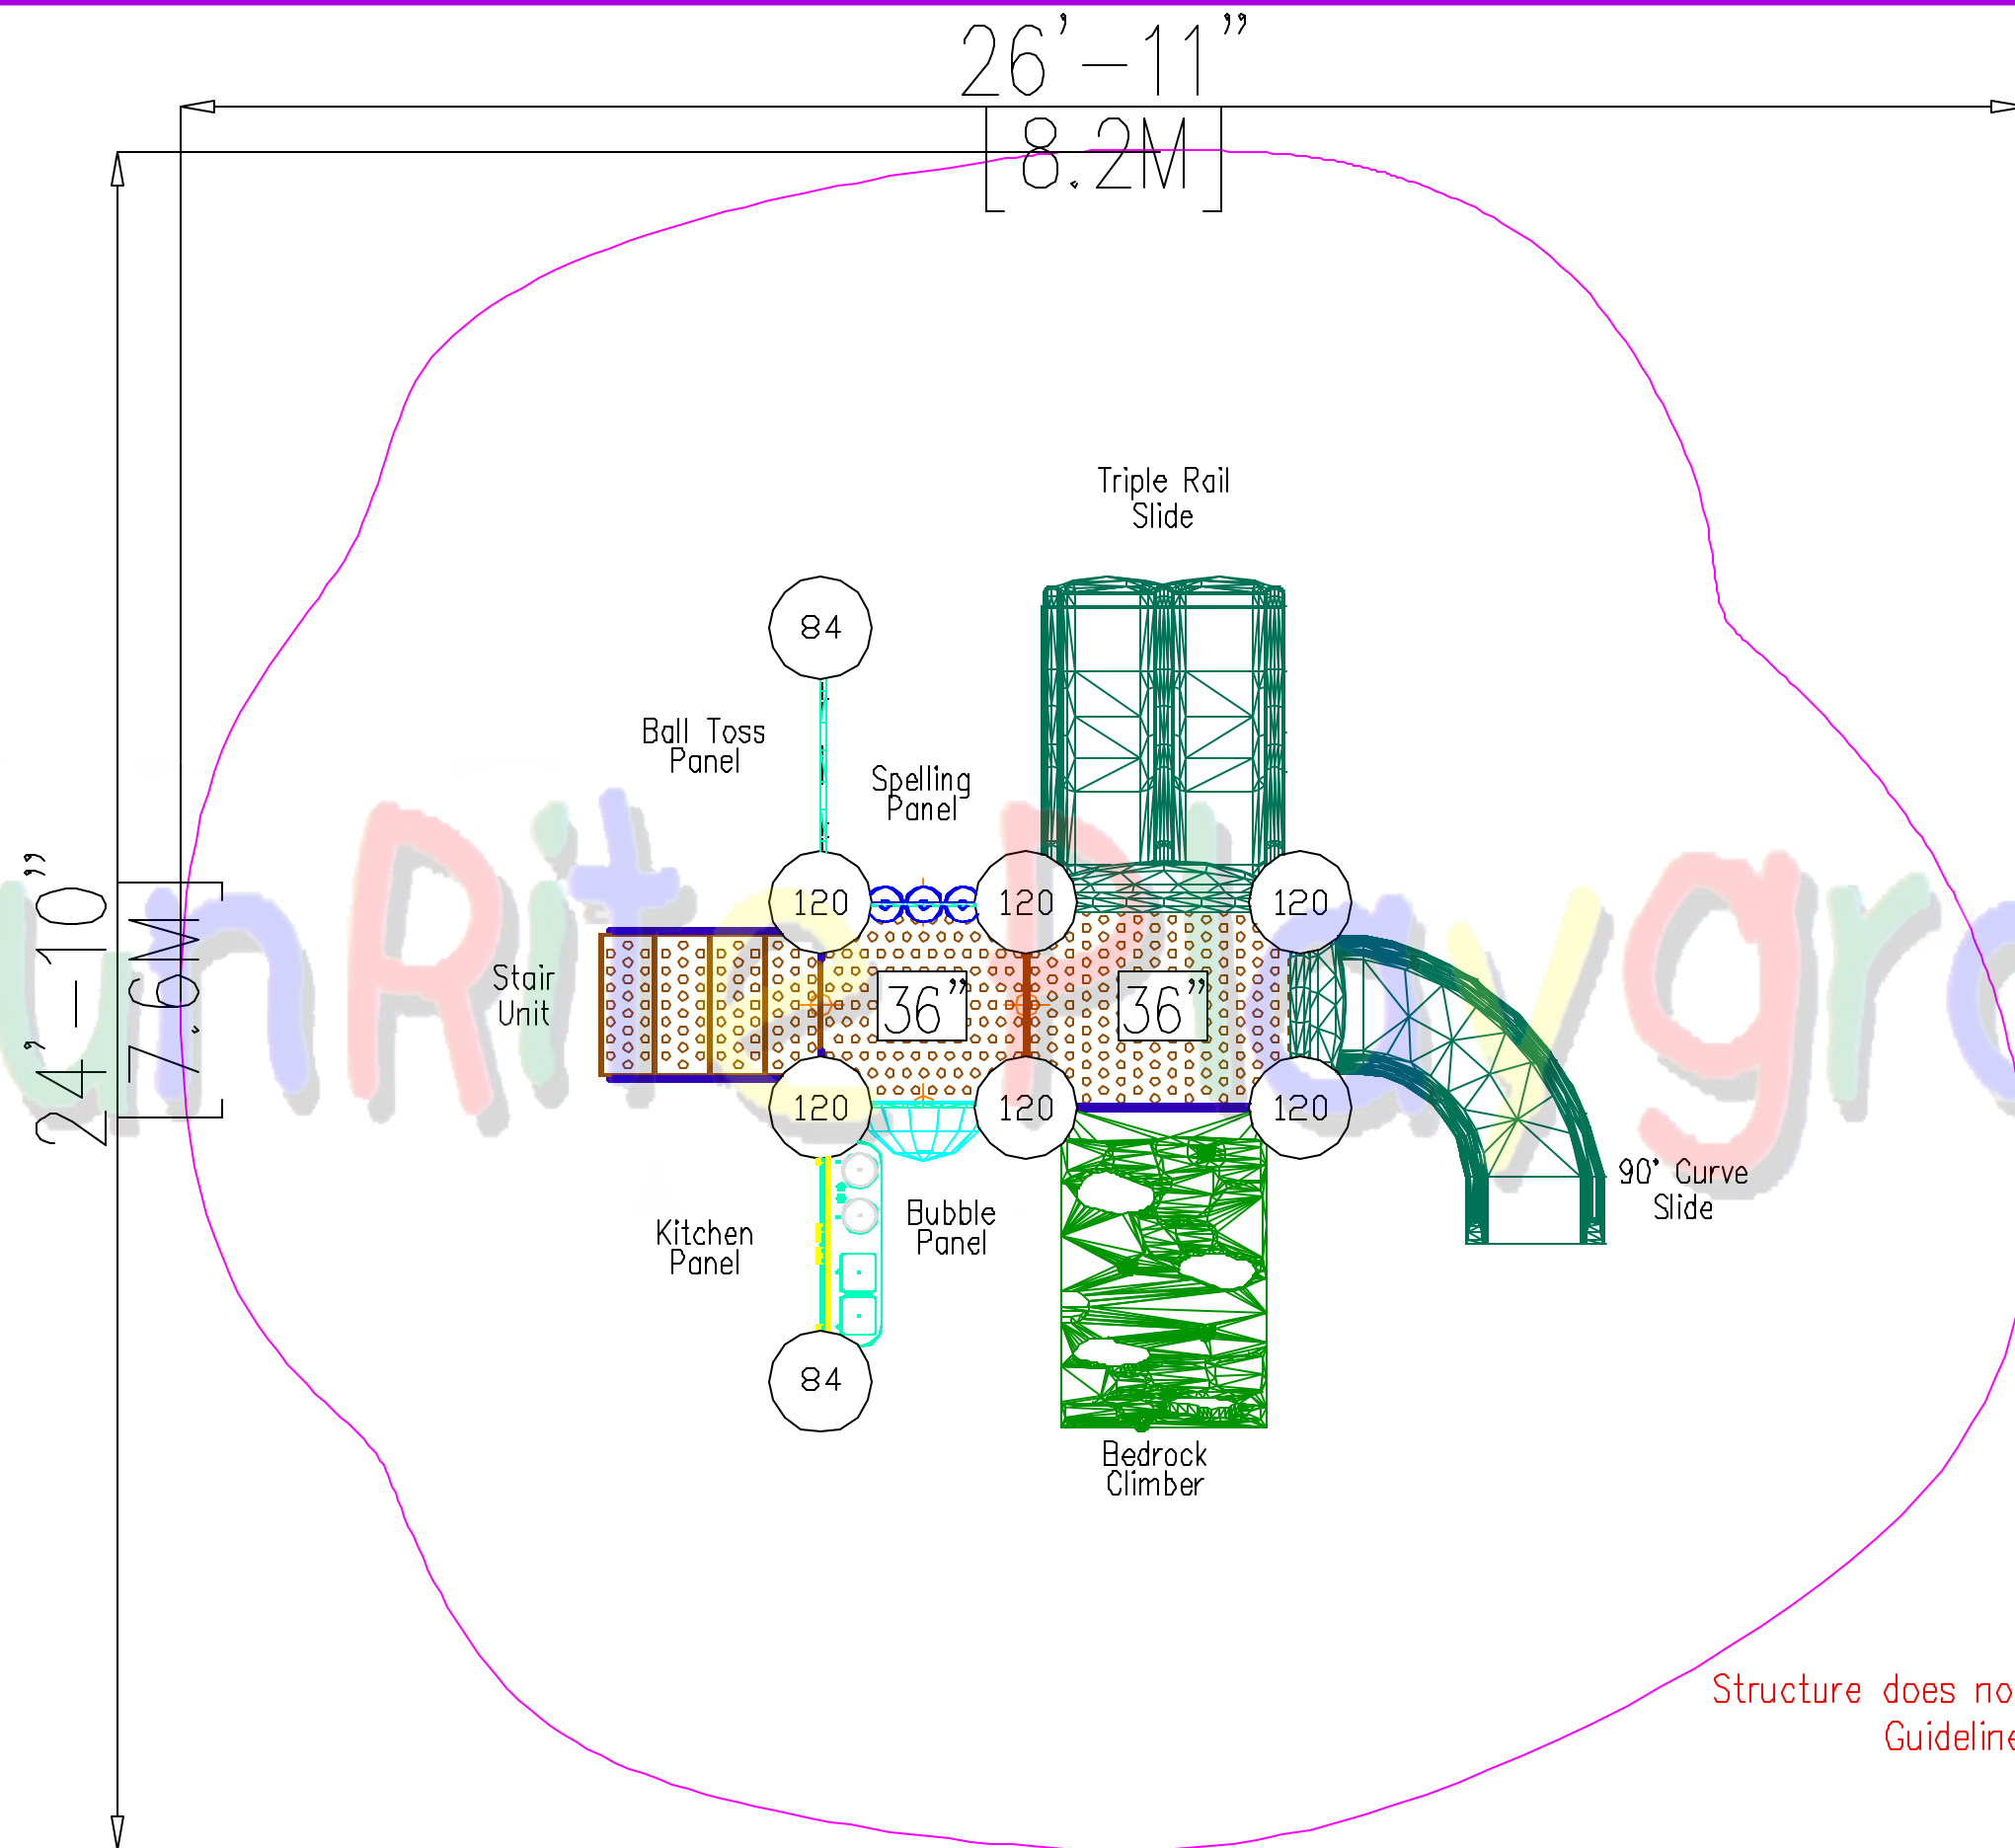 26'-11"
[8.2M]
24'-10"
[7.6M]
Triple Rail
Slide
84
Ball Toss
Panel
Spelling
Panel
120
120
120
Stair
Unit
36"
36"
120
120
120
90° Curve
Slide
Kitchen
Panel
Bubble
Panel
84
Bedrock
Climber
Structure does no
Guideline
unRite Playgro